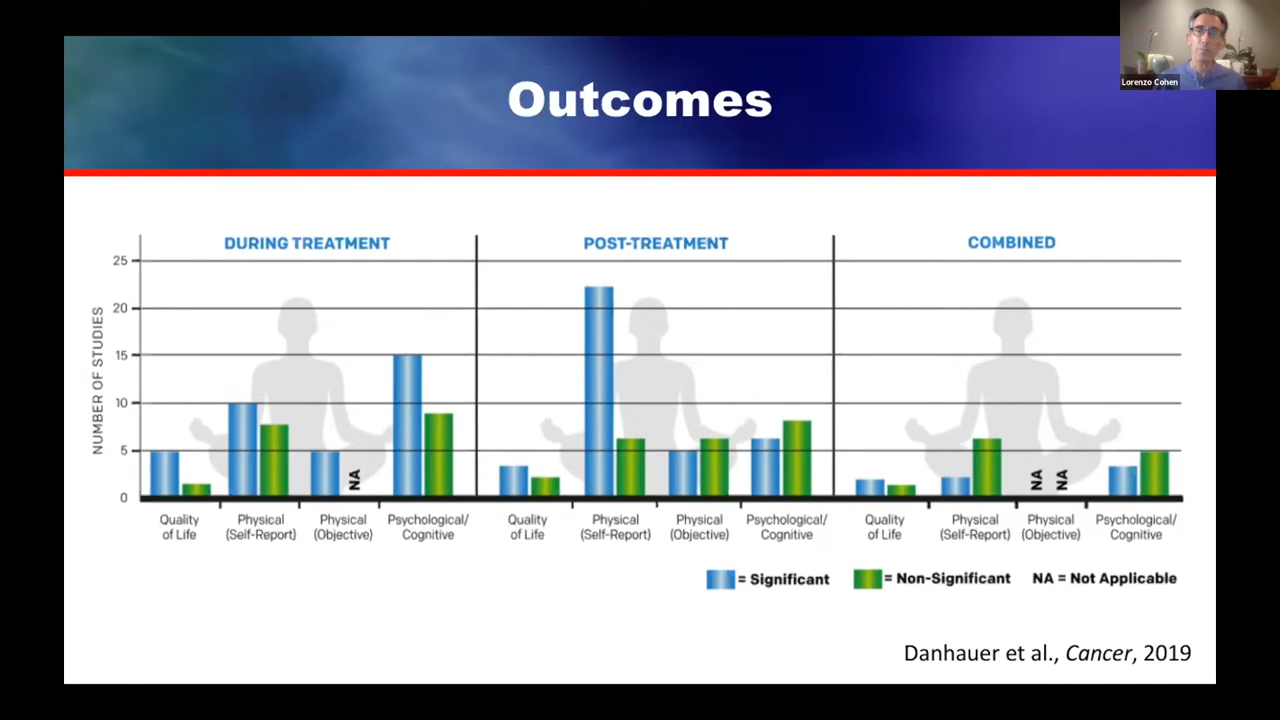 Lorenzo Cohen
Outcomes
DURING TREATMENT
POST-TREATMENT
COMBINED
NUMBER OF STUDIES
25
20
15
10
5
0
NA
NA
NA
Quality
of Life
Physical
(Self-Report)
Physical
(Objective)
Psychological/
Cognitive
Quality
of Life
Physical
(Self-Report)
Physical
(Objective)
Psychological/
Cognitive
Quality
of Life
Physical
(Self-Report)
Physical
(Objective)
Psychological/
Cognitive
= Significant
= Non-Significant
NA = Not Applicable
Danhauer et al., Cancer, 2019